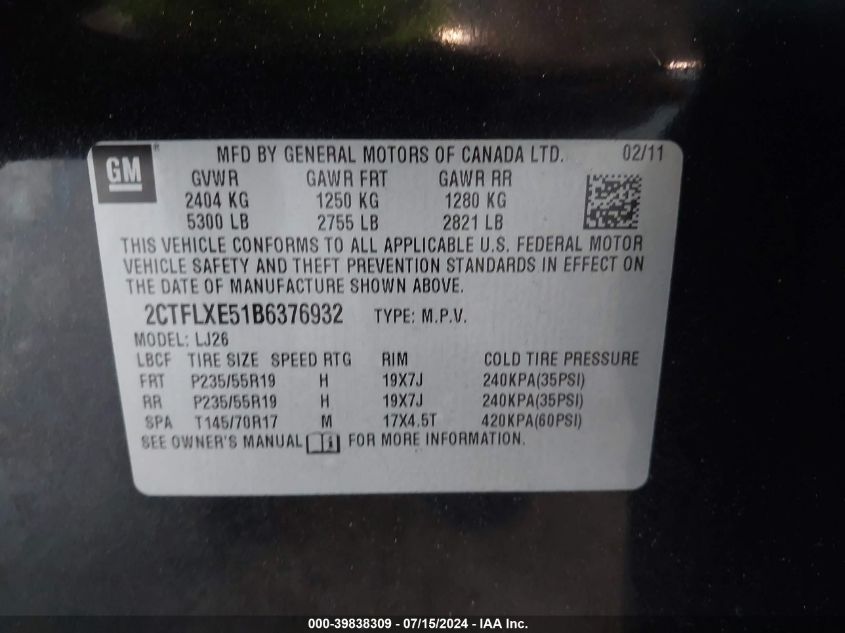 GM ®
MFD BY GENERAL MOTORS OF CANADA LTD. 02/11
GVWR GAWR FRT GAWR RR
2404 KG 1250 KG 1280 KG
5300 LB 2755 LB 2821 LB
THIS VEHICLE CONFORMS TO ALL APPLICABLE U.S. FEDERAL MOTOR
VEHICLE SAFETY AND THEFT PREVENTION STANDARDS IN EFFECT ON
THE DATE OF MANUFACTURE SHOWN ABOVE.
2CTFLXE51B6376932 TYPE: M.P.V.
MODEL: LJ26
LBCF TIRE SIZE SPEED RTG RIM COLD TIRE PRESSURE
FRT P235/55R19 H 19X7J 240KPA(35PSI)
RR P235/55R19 H 19X7J 240KPA(35PSI)
SPA T145/70R17 M 17X4.5T 420KPA(60PSI)
SEE OWNER'S MANUAL i FOR MORE INFORMATION.
000-39838309 - 07/15/2024 - IAA Inc.